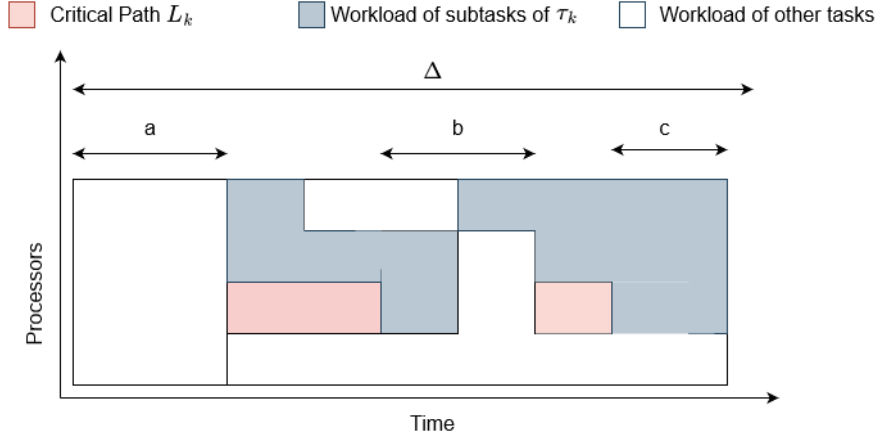 Critical Path $L_k$ Workload of subtasks of $\tau_k$ Workload of other tasks
Δ
a b c
Processors
Time